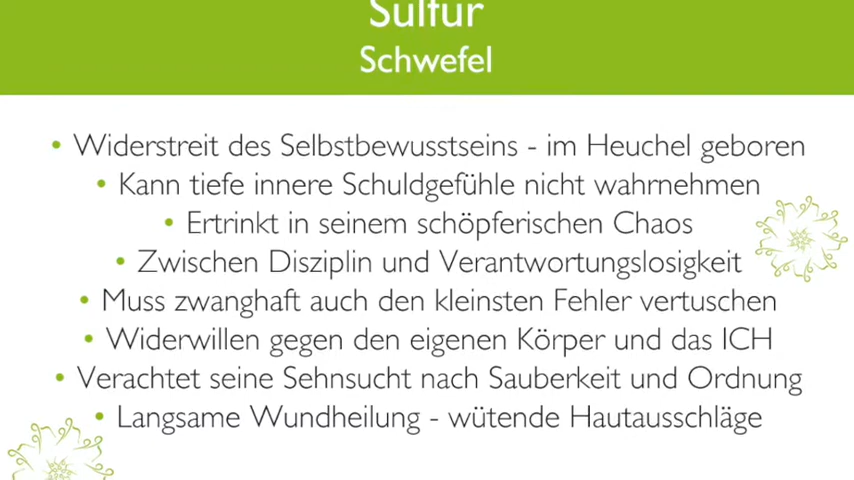 Sulfur
Schwefel
• Widerstreit des Selbstbewusstseins - im Heuchel geboren
• Kann tiefe innere Schuldgefühle nicht wahrnehmen
• Ertrinkt in seinem schöpferischen Chaos
• Zwischen Disziplin und Verantwortungslosigkeit
• Muss zwanghaft auch den kleinsten Fehler vertuschen
• Widerwillen gegen den eigenen Körper und das ICH
• Verachtet seine Sehnsucht nach Sauberkeit und Ordnung
• Langsame Wundheilung - wütende Hautausschläge